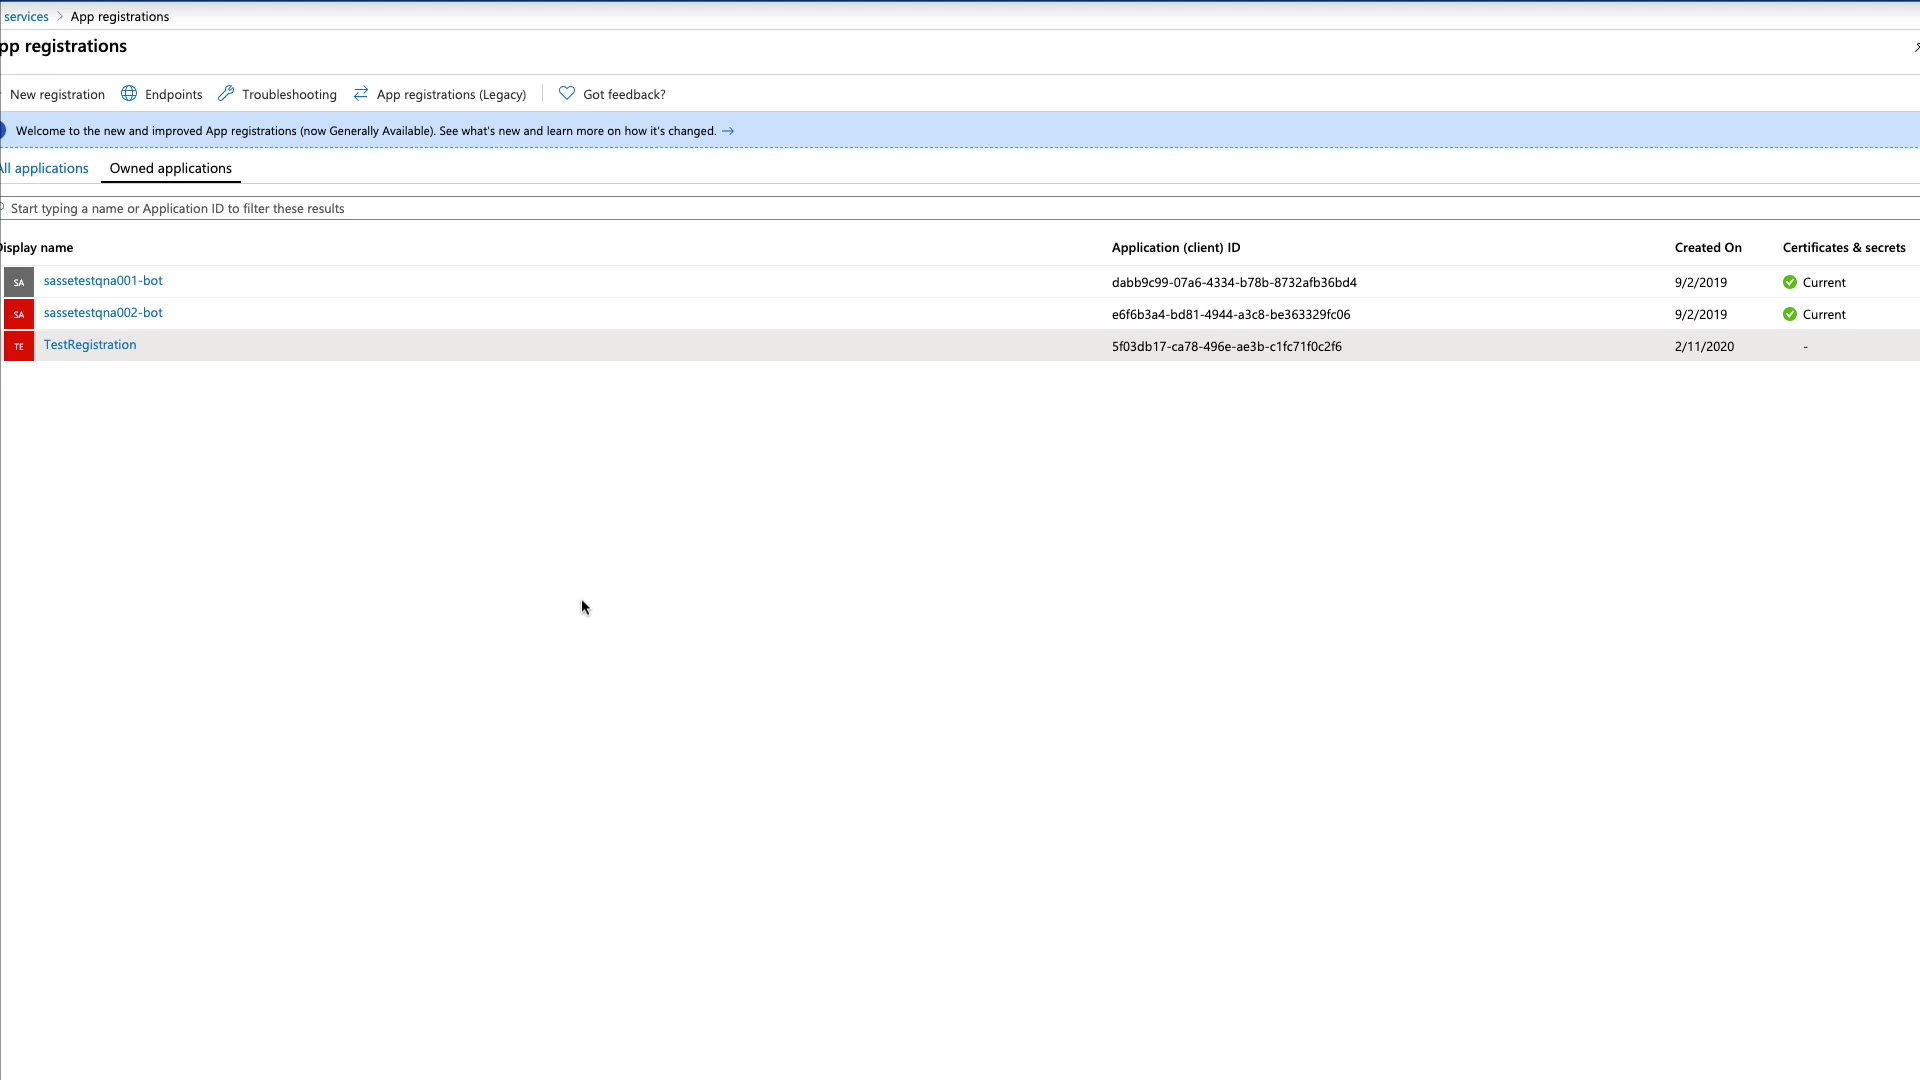 services > App registrations
pp registrations
New registration Endpoints Troubleshooting App registrations (Legacy) Got feedback?
Welcome to the new and improved App registrations (now Generally Available). See what's new and learn more on how it's changed. →
ll applications Owned applications
Start typing a name or Application ID to filter these results
isplay name Application (client) ID Created On Certificates & secrets
SA sassetestqna001-bot dabb9c99-07a6-4334-b78b-8732afb36bd4 9/2/2019 Current
SA sassetestqna002-bot e6f6b3a4-bd81-4944-a3c8-be363329fc06 9/2/2019 Current
TE TestRegistration 5f03db17-ca78-496e-ae3b-c1fc71f0c2f6 2/11/2020 -